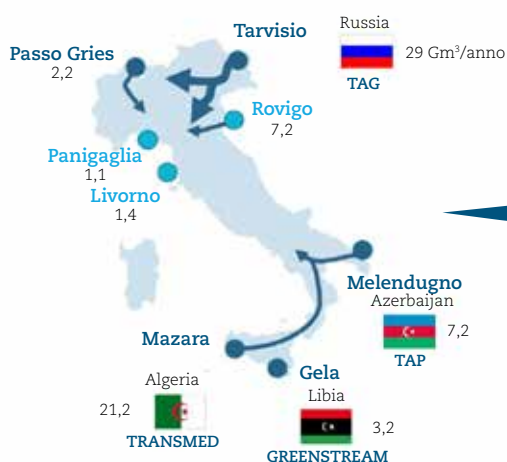 Russia
29 Gm³/anno
TAG
Tarvisio
Passo Gries
2,2
Rovigo
7,2
Panigaglia
1,1
Livorno
1,4
Melendugno
Azerbaijan
7,2
TAP
Mazara
Algeria
21,2
TRANSMED
Gela
Libia
3,2
GREENSTREAM